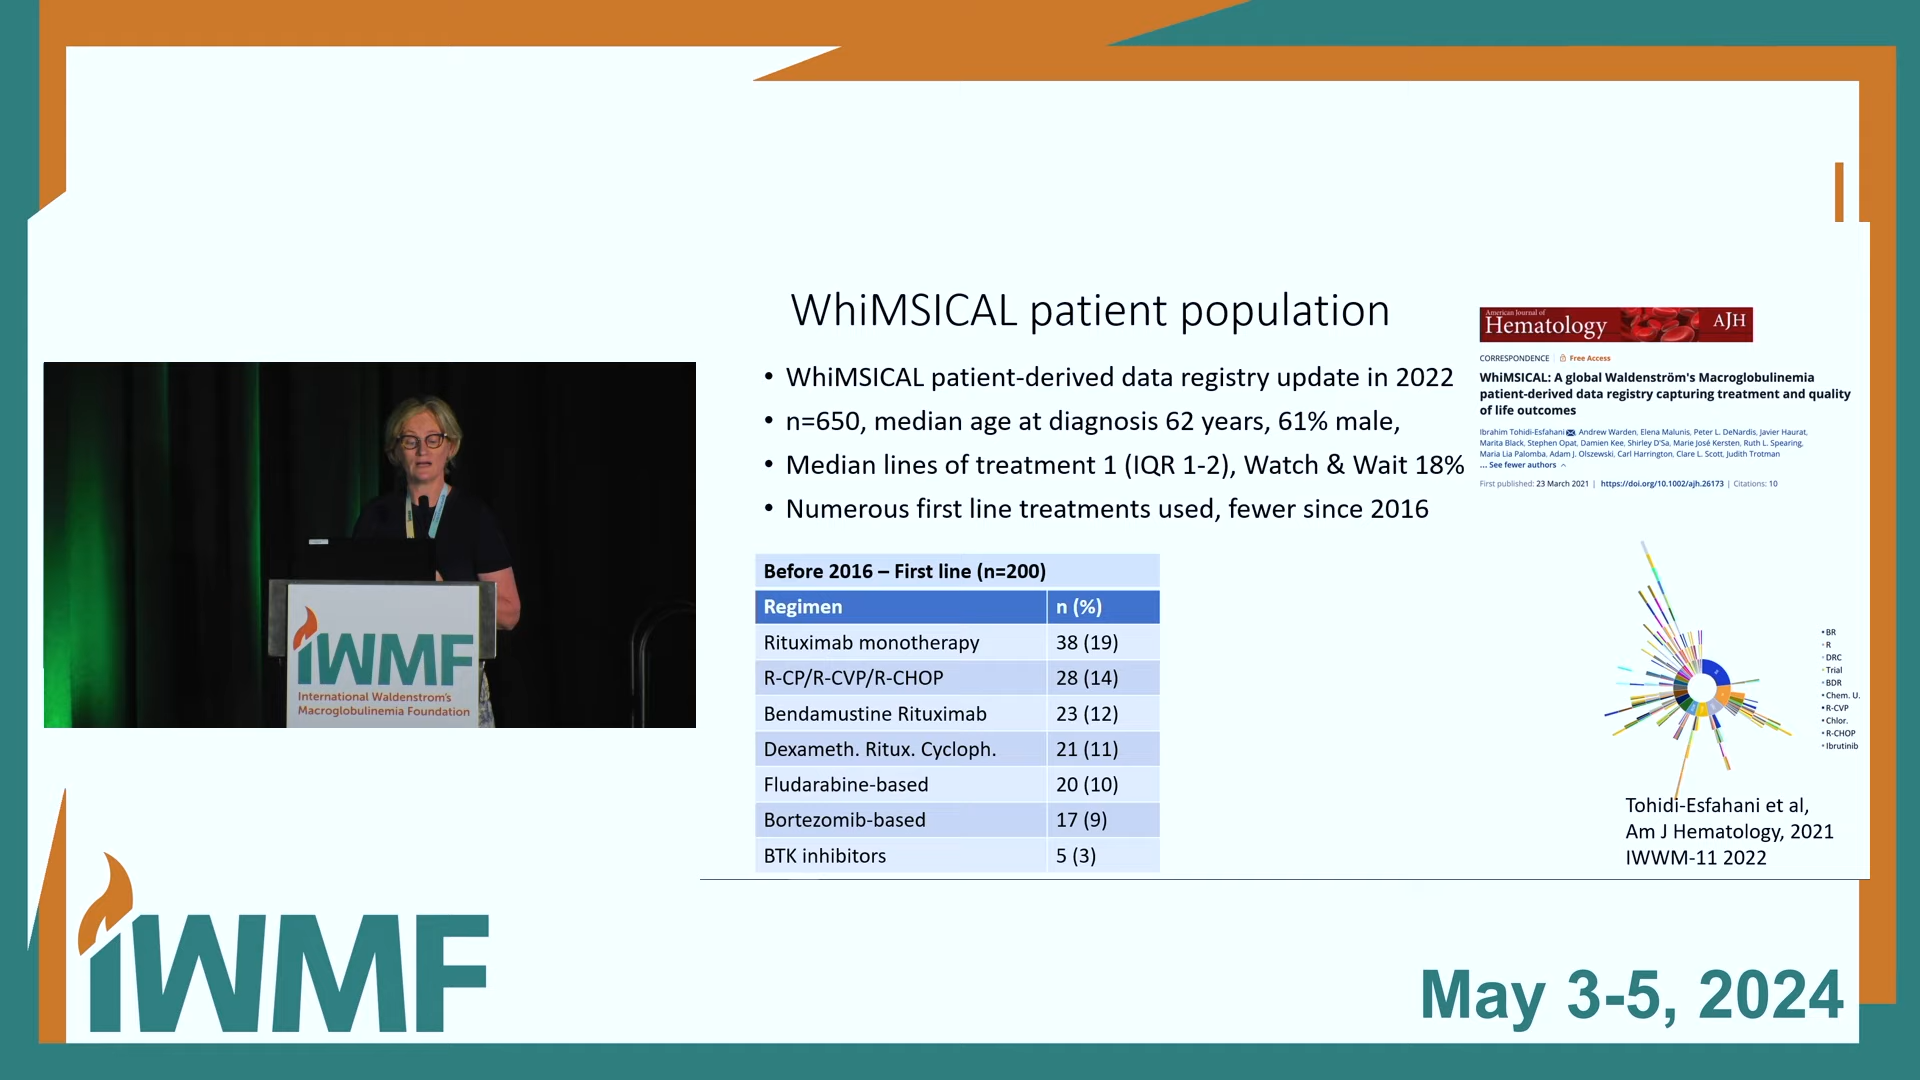 WhiMSICAL patient population
• WhiMSICAL patient-derived data registry update in 2022
• n=650, median age at diagnosis 62 years, 61% male,
• Median lines of treatment 1 (IQR 1-2), Watch & Wait 18%
• Numerous first line treatments used, fewer since 2016
Before 2016 – First line (n=200)
Regimen n (%)
Rituximab monotherapy 38 (19)
R-CP/R-CVP/R-CHOP 28 (14)
Bendamustine Rituximab 23 (12)
Dexameth. Ritux. Cycloph. 21 (11)
Fludarabine-based 20 (10)
Bortezomib-based 17 (9)
BTK inhibitors 5 (3)
American Journal of
Hematology AJH
CORRESPONDENCE Free Access
WhiMSICAL: A global Waldenström's Macroglobulinemia
patient-derived data registry capturing treatment and quality
of life outcomes
Ibrahim Tohidi-Esfahani, Andrew Warden, Elena Malunis, Peter L. DeNardis, Javier Haurat,
Marita Black, Stephen Opat, Damien Kee, Shirley D'Sa, Marie José Kersten, Ruth L. Spearing,
Maria Lia Palomba, Adam J. Olszewski, Carl Harrington, Clare L. Scott, Judith Trotman
... See fewer authors
First published: 23 March 2021 | https://doi.org/10.1002/ajh.26173 | Citations: 10
• BR
• R
• DRC
• Trial
• BDR
• Chem. U.
• R-CVP
• Chlor.
• R-CHOP
• Ibrutinib
Tohidi-Esfahani et al,
Am J Hematology, 2021
IWWM-11 2022
IWMF
International Waldenstrom's
Macroglobulinemia Foundation
IWMF
May 3-5, 2024